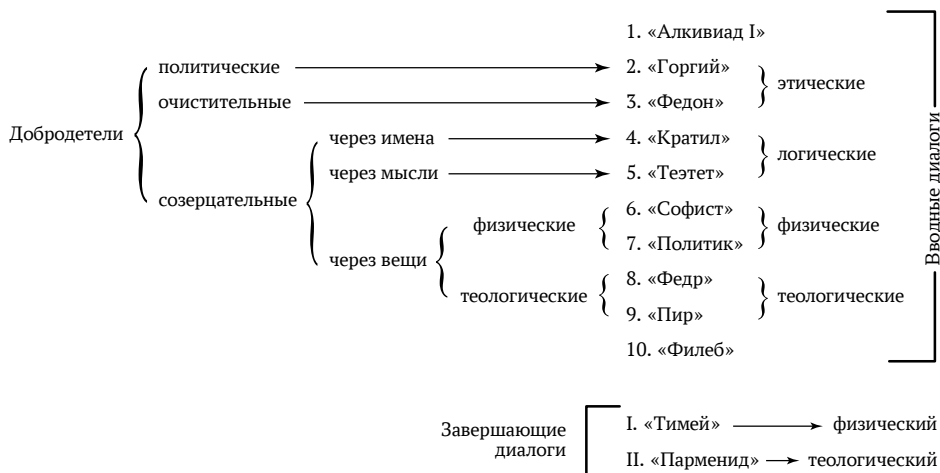 1. «Алкивиад I»
политические 2. «Горгий»
этические
очистительные 3. «Федон»
Добродетели
через имена 4. «Кратил»
логические
через мысли 5. «Теэтет»
созерцательные
6. «Софист»
физические физические
7. «Политик»
через вещи
8. «Федр»
теологические теологические
9. «Пир»
10. «Филеб»
Вводные диалоги
Завершающие
диалоги
I. «Тимей» физический
II. «Парменид» теологический